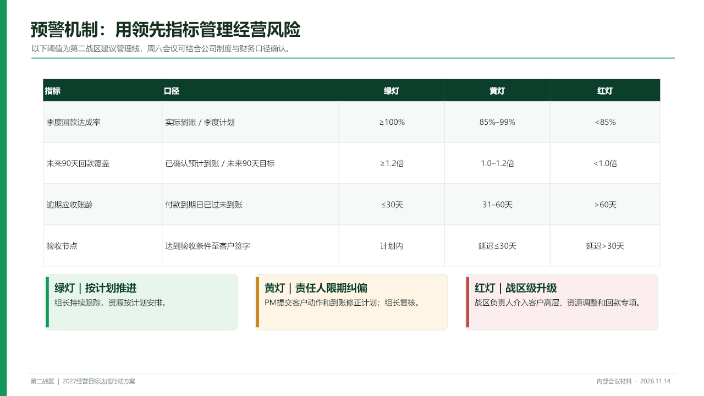 预警机制：用领先指标管理经营风险
以下阈值为第二战区建议管理线，周六会议可结合公司制度与财务口径确认。
指标 口径 绿灯 黄灯 红灯
季度回款达成率 实际到账 / 季度计划 ≥100% 85%–99% <85%
未来90天回款覆盖 已确认预计到账 / 未来90天目标 ≥1.2倍 1.0–1.2倍 <1.0倍
逾期应收账龄 付款到期日已过未到账 ≤30天 31–60天 >60天
验收节点 达到验收条件至客户签字 计划内 延迟≤30天 延迟>30天
绿灯｜按计划推进
组长持续跟踪，资源按计划安排。
黄灯｜责任人限期纠偏
PM提交客户动作和到账修正计划；组长复核。
红灯｜战区级升级
战区负责人介入客户高层、资源调整和回款专项。
第二战区｜2027经营目标达成行动方案
内部会议材料 · 2026.11.14